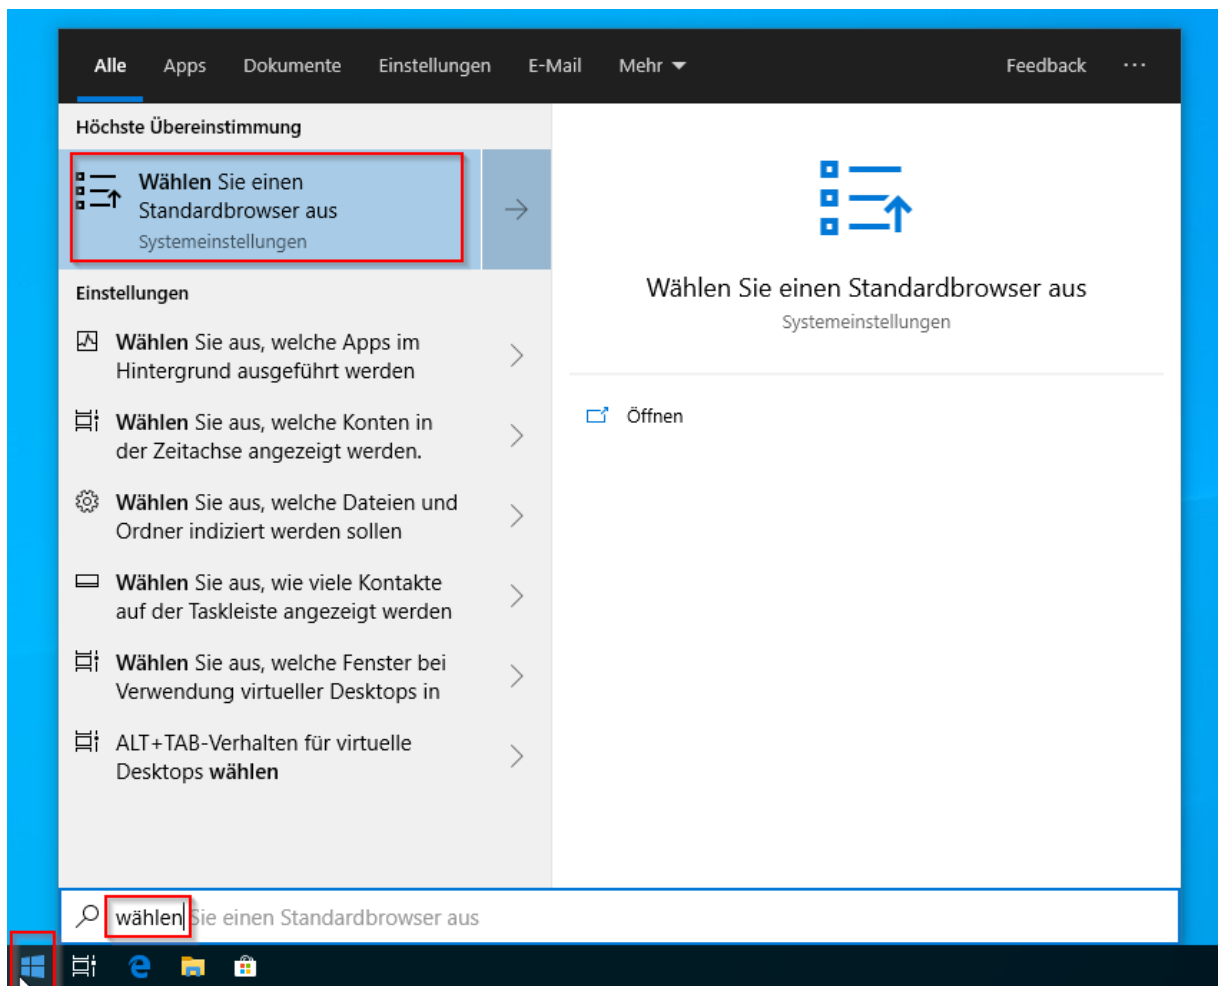 Alle Apps Dokumente Einstellungen E-Mail Mehr Feedback ...
Höchste Übereinstimmung
Wählen Sie einen
Standardbrowser aus
Systemeinstellungen
Einstellungen
Wählen Sie aus, welche Apps im
Hintergrund ausgeführt werden
Wählen Sie aus, welche Konten in
der Zeitachse angezeigt werden.
Wählen Sie aus, welche Dateien und
Ordner indiziert werden sollen
Wählen Sie aus, wie viele Kontakte
auf der Taskleiste angezeigt werden
Wählen Sie aus, welche Fenster bei
Verwendung virtueller Desktops in
ALT+TAB-Verhalten für virtuelle
Desktops wählen
Wählen Sie einen Standardbrowser aus
Systemeinstellungen
Öffnen
wählen Sie einen Standardbrowser aus